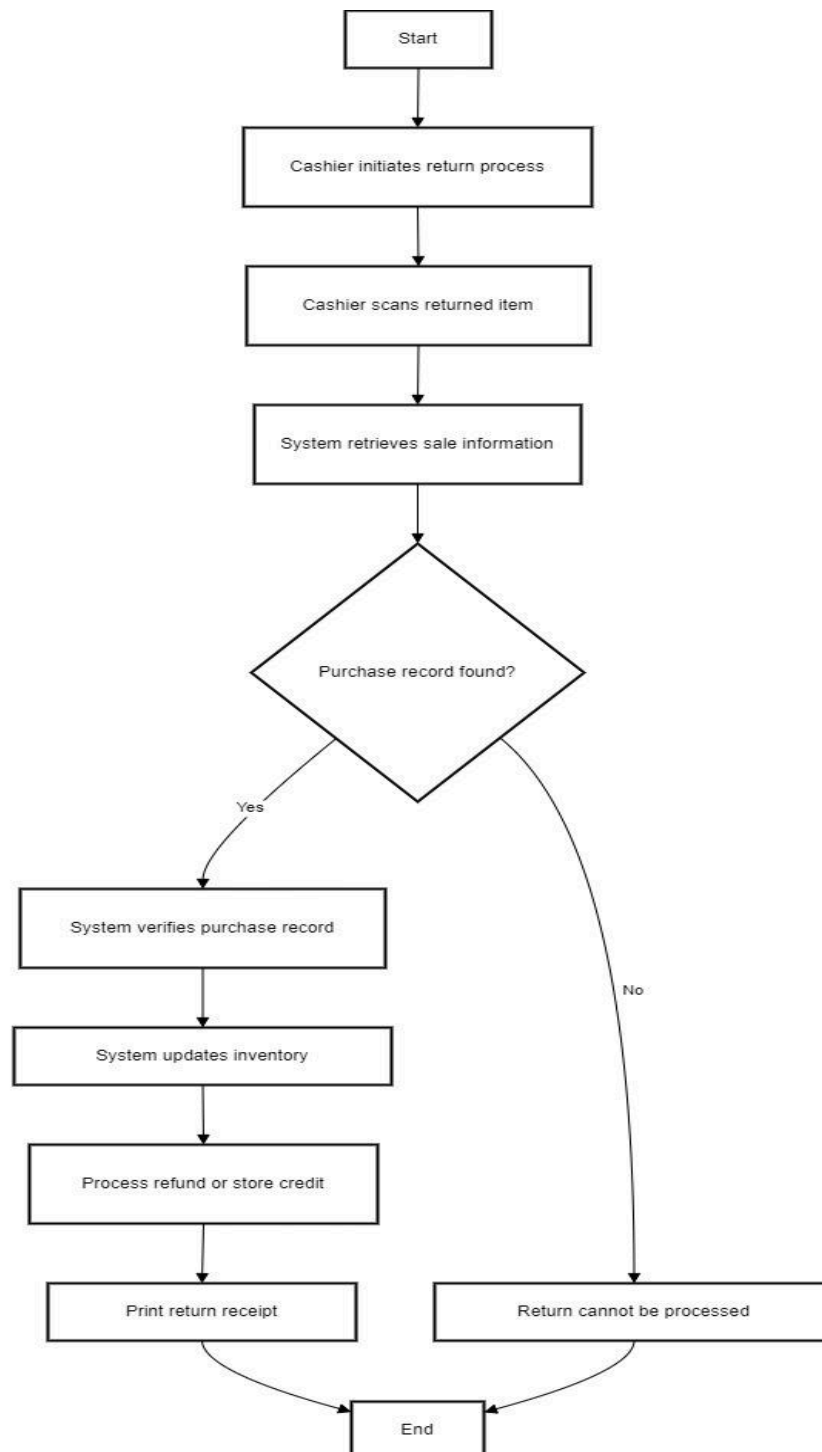 Start
Cashier initiates return process
Cashier scans returned item
System retrieves sale information
Purchase record found?
Yes
System verifies purchase record
No
System updates inventory
Process refund or store credit
Print return receipt
Return cannot be processed
End